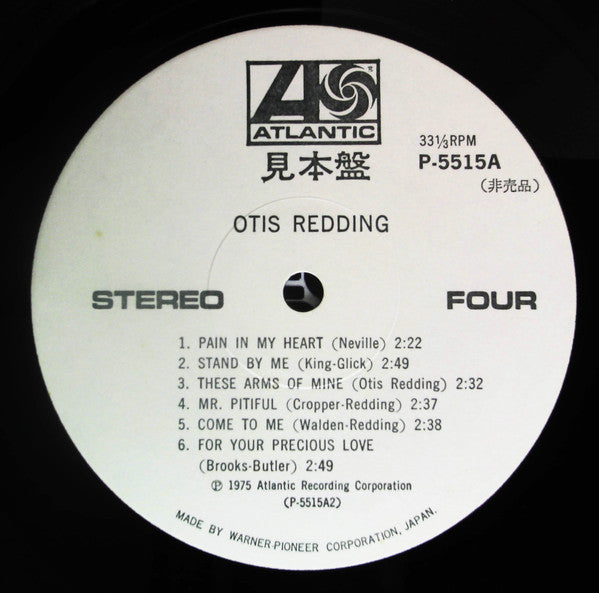 ATLANTIC
見本盤
33⅓RPM
P-5515A
(非売品)
OTIS REDDING
STEREO
FOUR
1. PAIN IN MY HEART (Neville) 2:22
2. STAND BY ME (King-Glick) 2:49
3. THESE ARMS OF MINE (Otis Redding) 2:32
4. MR. PITIFUL (Cropper-Redding) 2:37
5. COME TO ME (Walden-Redding) 2:38
6. FOR YOUR PRECIOUS LOVE
(Brooks-Butler) 2:49
℗ 1975 Atlantic Recording Corporation
(P-5515A2)
MADE BY WARNER-PIONEER CORPORATION, JAPAN.